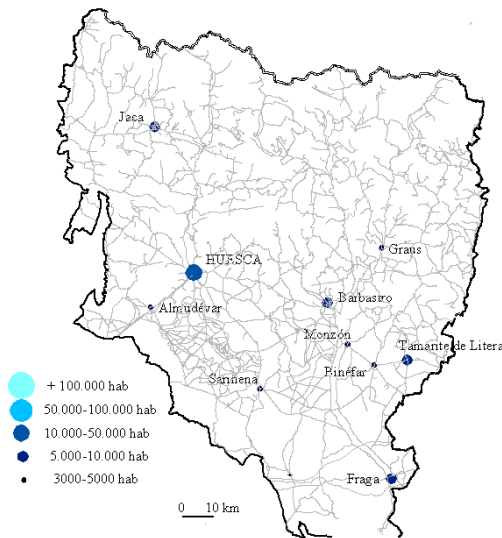 Jaca
Graus
HUESCA
Barbastro
Almudévar
Monzón
Tamarite de Litera
Binéfar
Sariñena
Fraga
+ 100.000 hab
50.000-100.000 hab
10.000-50.000 hab
5.000-10.000 hab
3000-5000 hab
0 10 km